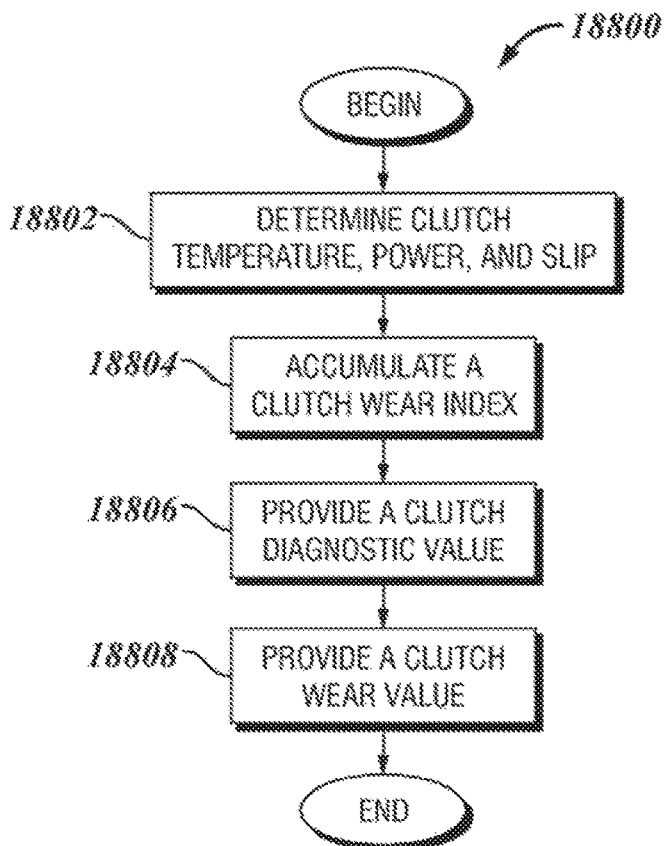 18800
BEGIN
18802
DETERMINE CLUTCH
TEMPERATURE, POWER, AND SLIP
18804
ACCUMULATE A
CLUTCH WEAR INDEX
18806
PROVIDE A CLUTCH
DIAGNOSTIC VALUE
18808
PROVIDE A CLUTCH
WEAR VALUE
END